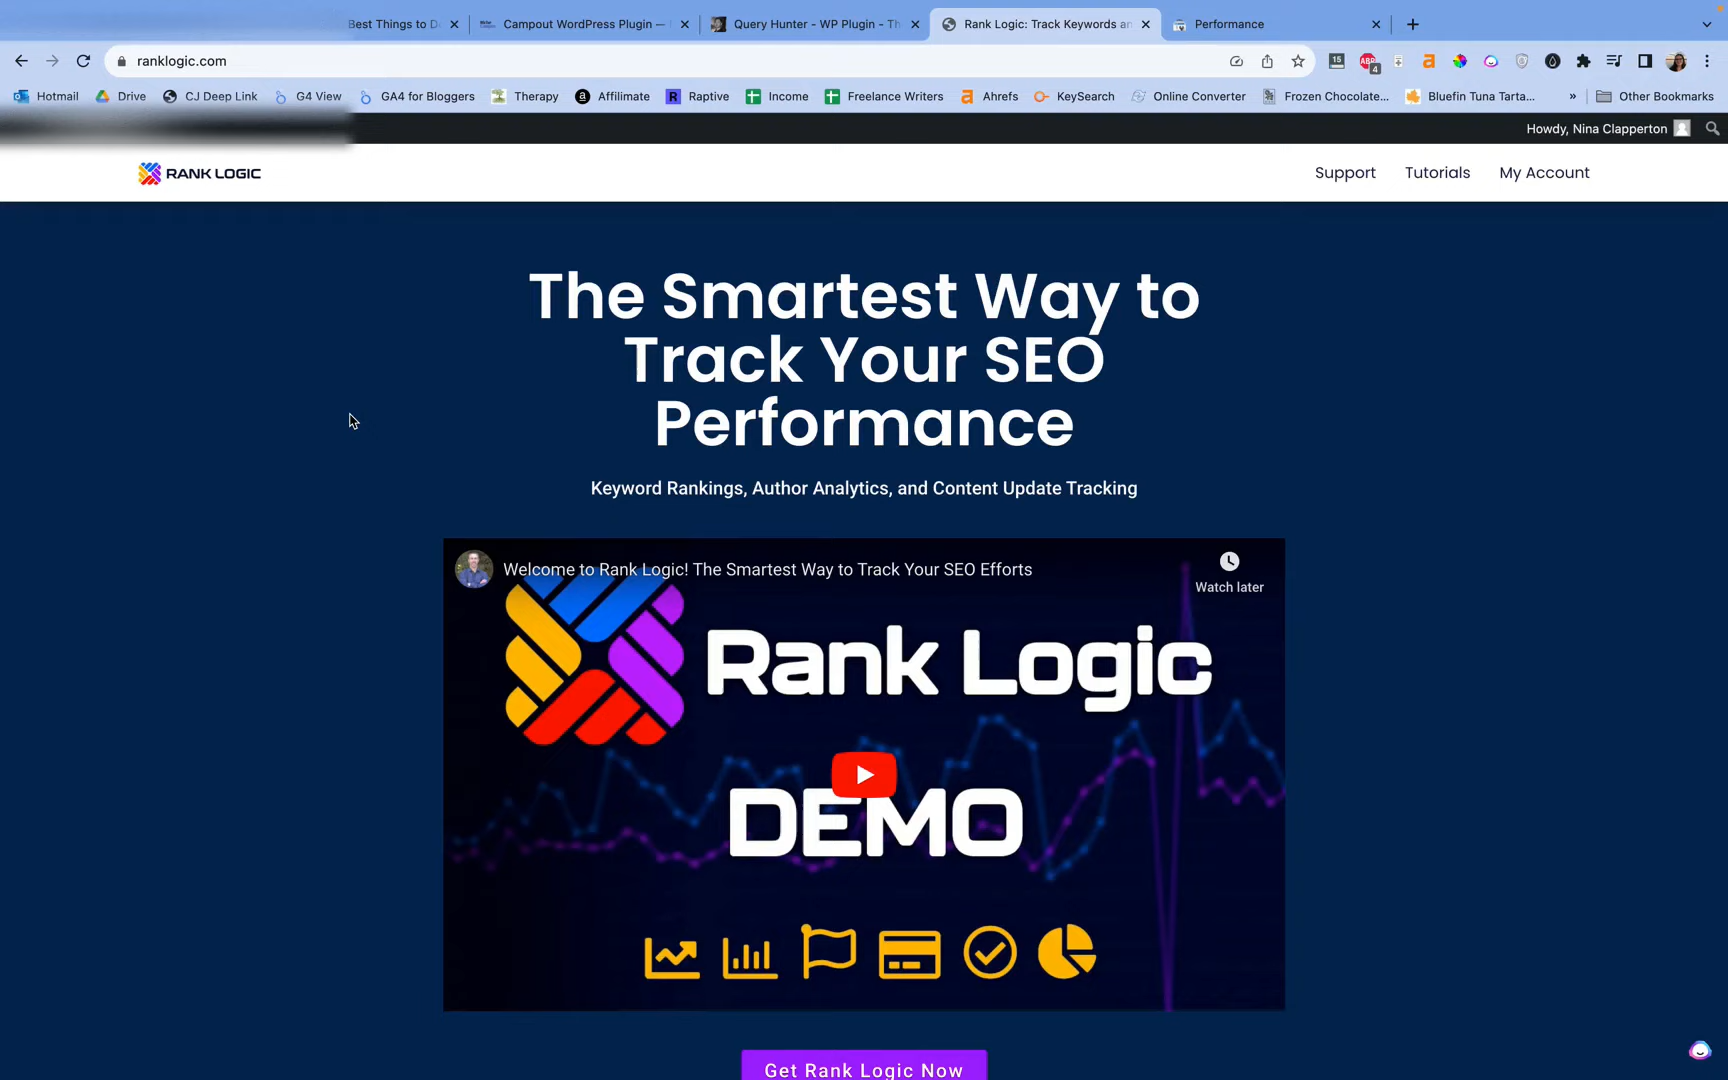 Best Things to D
Campout WordPress Plugin —
Query Hunter - WP Plugin - Th
Rank Logic: Track Keywords an
Performance
ranklogic.com
15
ABP
4
Hotmail
Drive
CJ Deep Link
G4 View
GA4 for Bloggers
Therapy
Affilimate
Raptive
Income
Freelance Writers
Ahrefs
KeySearch
Online Converter
Frozen Chocolate...
Bluefin Tuna Tarta...
»
Other Bookmarks
Howdy, Nina Clapperton
RANK LOGIC
Support
Tutorials
My Account
The Smartest Way to
Track Your SEO
Performance
Keyword Rankings, Author Analytics, and Content Update Tracking
Welcome to Rank Logic! The Smartest Way to Track Your SEO Efforts
Watch later
Rank Logic
DEMO
Get Rank Logic Now